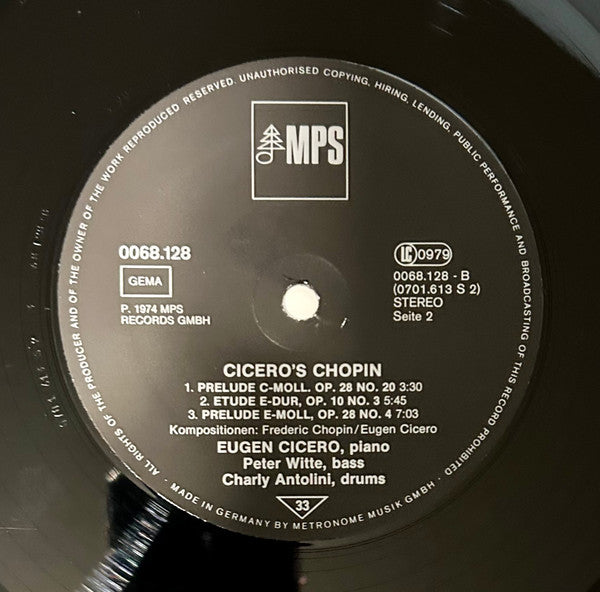 ALL RIGHTS OF THE PRODUCER AND OF THE OWNER OF THE WORK REPRODUCED RESERVED. UNAUTHORISED COPYING, HIRING, LENDING, PUBLIC PERFORMANCE AND BROADCASTING OF THIS RECORD PROHIBITED
MPS
0068.128
GEMA
P. 1974 MPS
RECORDS GMBH
LC 0979
0068.128 - B
(0701.613 S 2)
STEREO
Seite 2
CICERO'S CHOPIN
1. PRELUDE C-MOLL. OP. 28 NO. 20 3:30
2. ETUDE E-DUR, OP. 10 NO. 3 5:45
3. PRELUDE E-MOLL, OP. 28 NO. 4 7:03
Kompositionen: Frederic Chopin/Eugen Cicero
EUGEN CICERO, piano
Peter Witte, bass
Charly Antolini, drums
33
• MADE IN GERMANY BY METRONOME MUSIK GMBH •